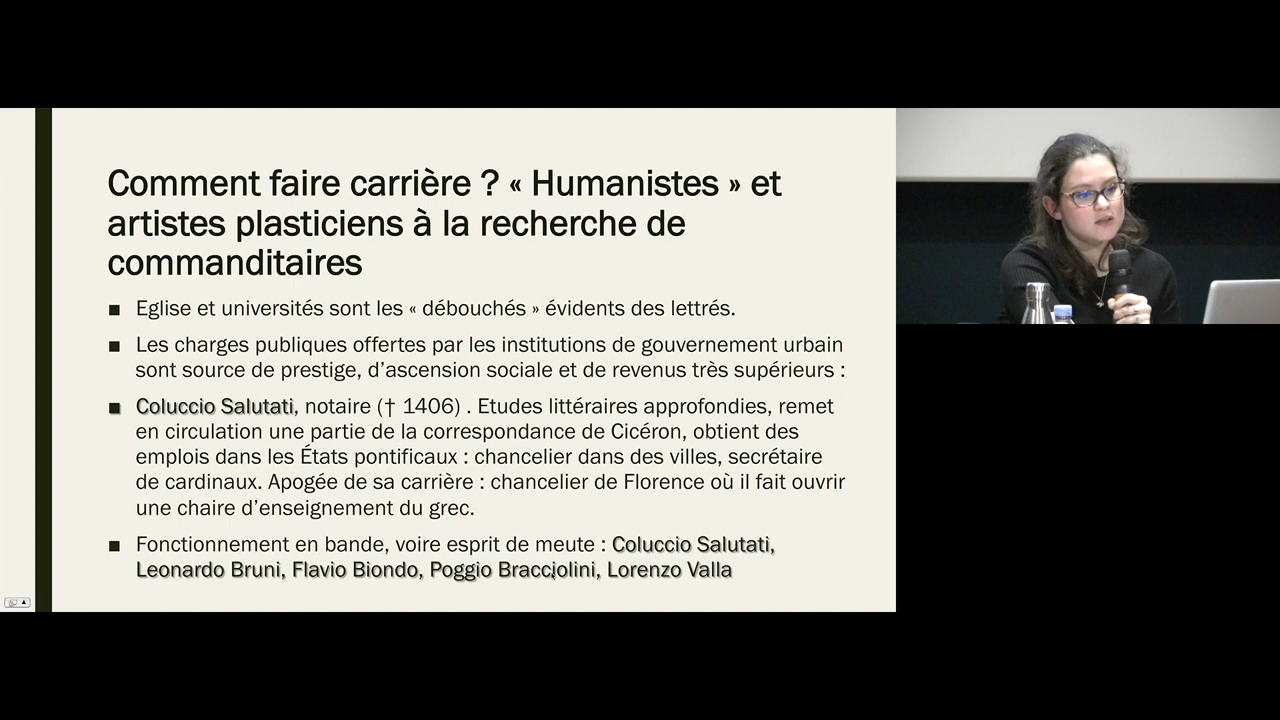 Comment faire carrière ? « Humanistes » et
artistes plasticiens à la recherche de
commanditaires
■ Eglise et universités sont les « débouchés » évidents des lettrés.
■ Les charges publiques offertes par les institutions de gouvernement urbain
sont source de prestige, d’ascension sociale et de revenus très supérieurs :
■ Coluccio Salutati, notaire († 1406) . Etudes littéraires approfondies, remet
en circulation une partie de la correspondance de Cicéron, obtient des
emplois dans les États pontificaux : chancelier dans des villes, secrétaire
de cardinaux. Apogée de sa carrière : chancelier de Florence où il fait ouvrir
une chaire d’enseignement du grec.
■ Fonctionnement en bande, voire esprit de meute : Coluccio Salutati,
Leonardo Bruni, Flavio Biondo, Poggio Bracciolini, Lorenzo Valla